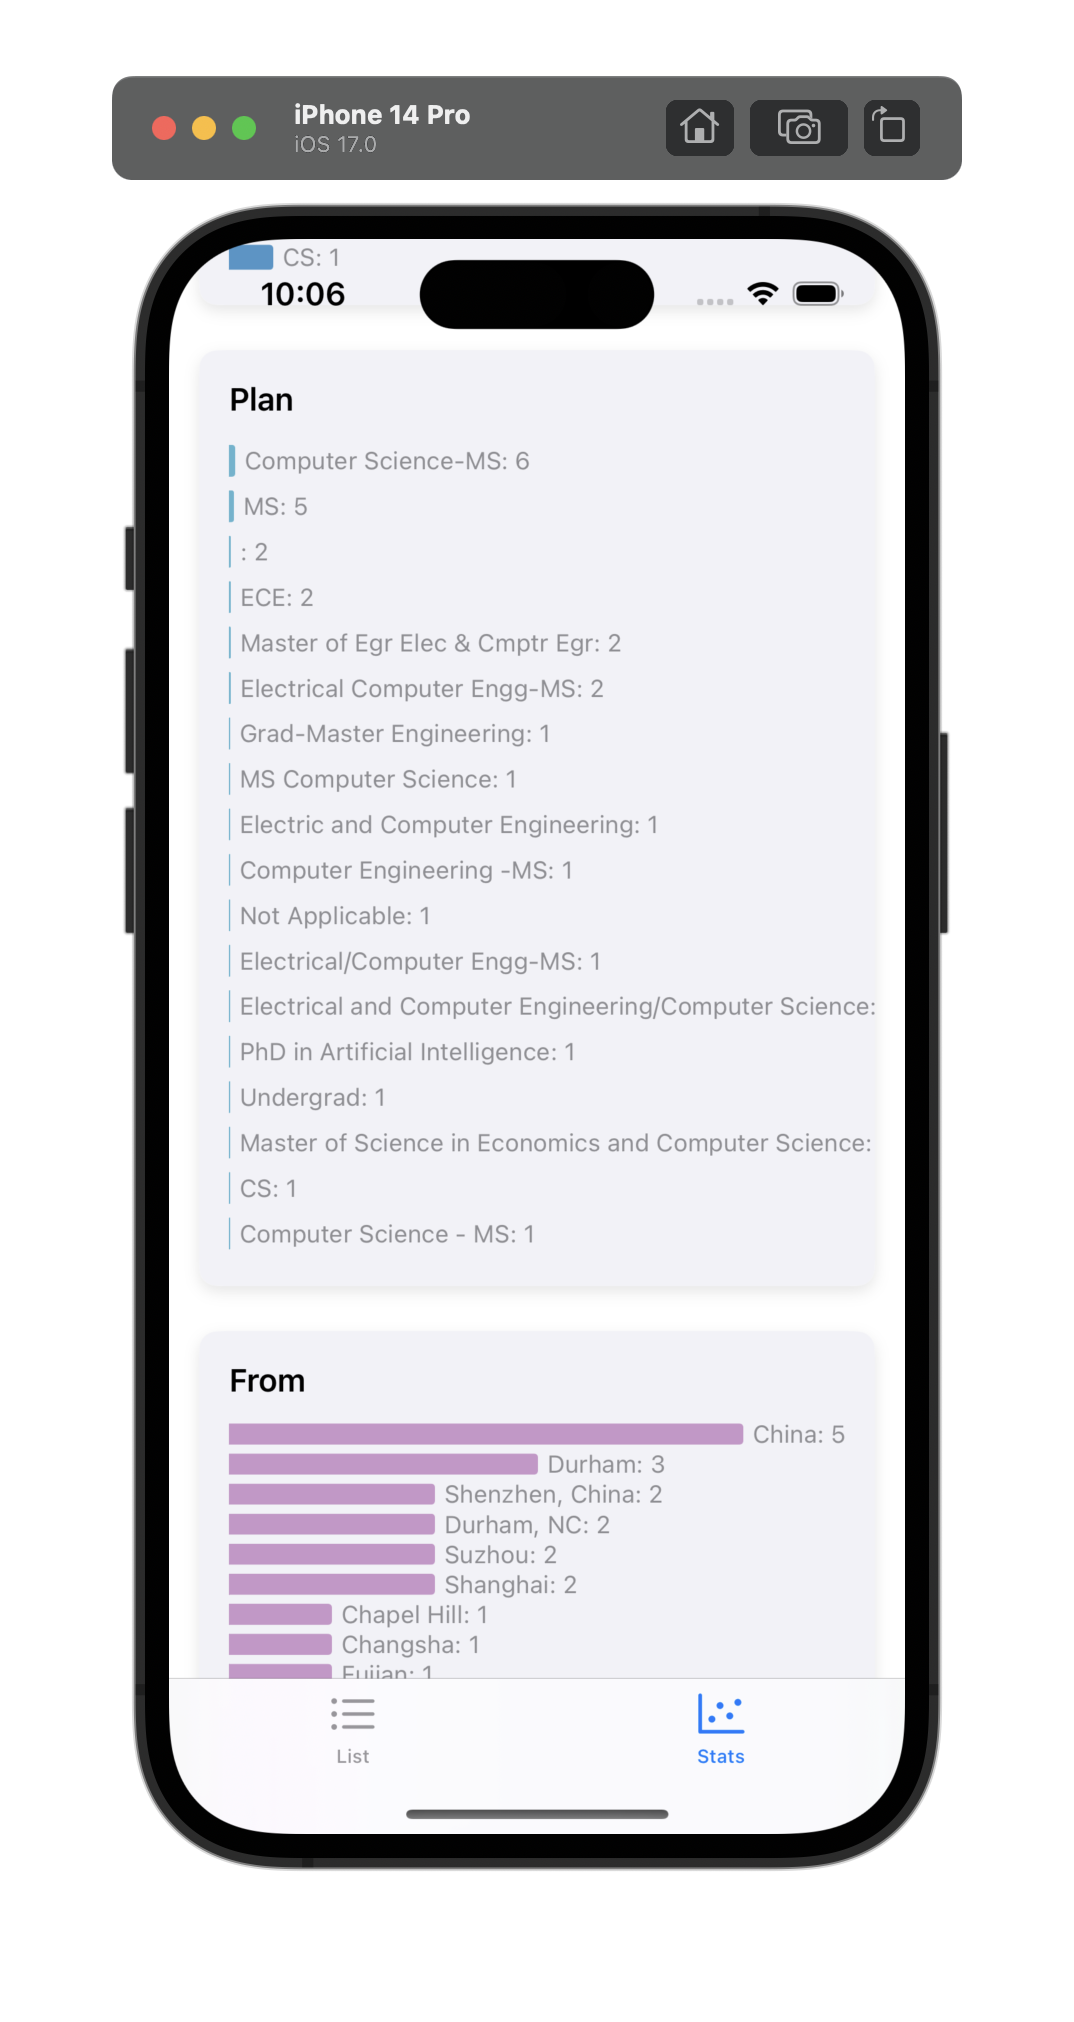 iPhone 14 Pro
iOS 17.0
CS: 1
10:06
Plan
Computer Science-MS: 6
MS: 5
: 2
ECE: 2
Master of Egr Elec & Cmptr Egr: 2
Electrical Computer Engg-MS: 2
Grad-Master Engineering: 1
MS Computer Science: 1
Electric and Computer Engineering: 1
Computer Engineering -MS: 1
Not Applicable: 1
Electrical/Computer Engg-MS: 1
Electrical and Computer Engineering/Computer Science:
PhD in Artificial Intelligence: 1
Undergrad: 1
Master of Science in Economics and Computer Science:
CS: 1
Computer Science - MS: 1
From
China: 5
Durham: 3
Shenzhen, China: 2
Durham, NC: 2
Suzhou: 2
Shanghai: 2
Chapel Hill: 1
Changsha: 1
Fujian: 1
List
Stats